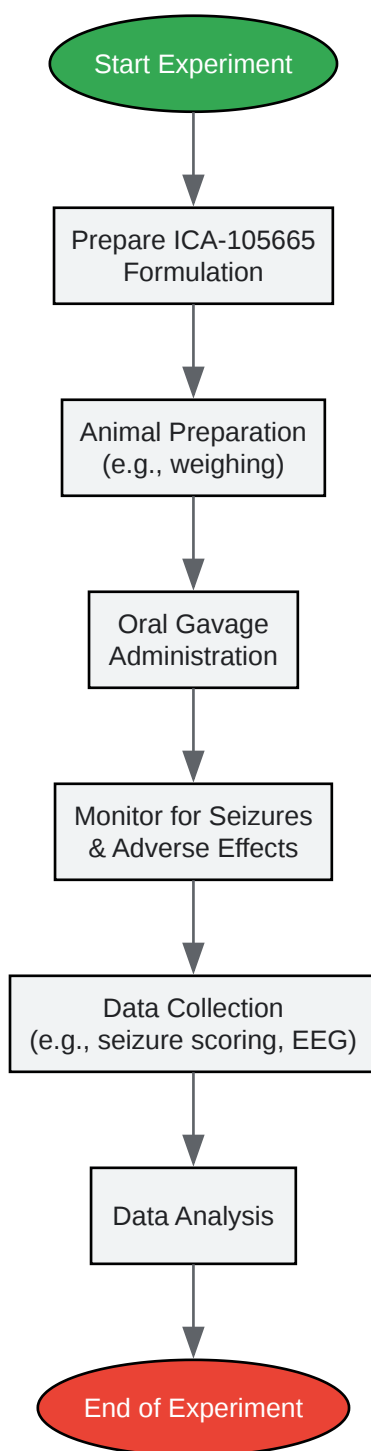 Start Experiment
Prepare ICA-105665
Formulation
Animal Preparation
(e.g., weighing)
Oral Gavage
Administration
Monitor for Seizures
& Adverse Effects
Data Collection
(e.g., seizure scoring, EEG)
Data Analysis
End of Experiment